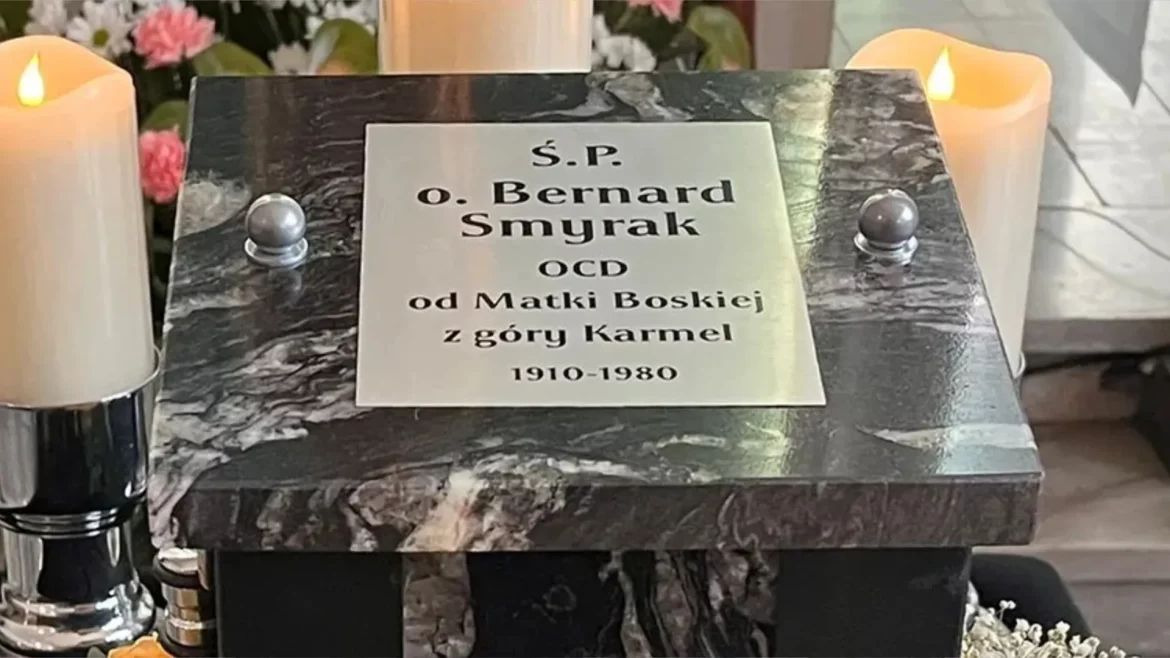 Ś.P.
o. Bernard
Smyrak
OCD
od Matki Boskiej
z góry Karmel
1910-1980